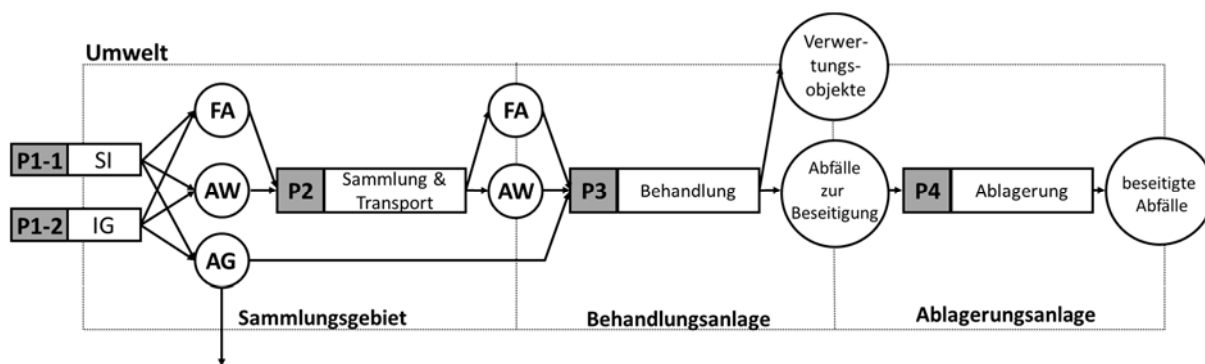 Umwelt
Verwer-
tungs-
objekte
FA
FA
P1-1 SI
AW
P2 Sammlung &
Transport
AW
P3 Behandlung
Abfälle
zur
Beseitigung
P4 Ablagerung
beseitigte
Abfälle
P1-2 IG
AG
Sammlungsgebiet
Behandlungsanlage
Ablagerungsanlage